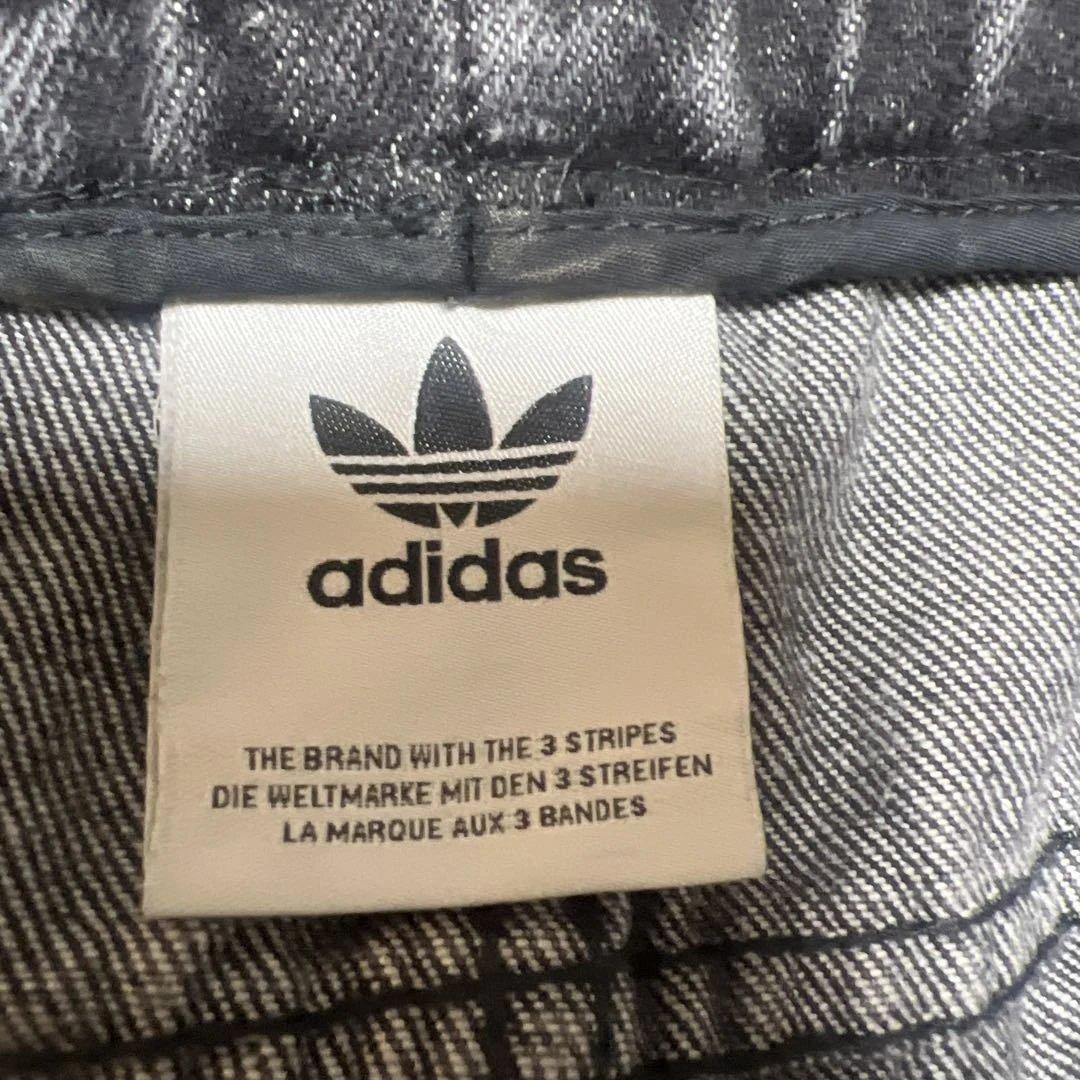 adidas
THE BRAND WITH THE 3 STRIPES
DIE WELTMARKE MIT DEN 3 STREIFEN
LA MARQUE AUX 3 BANDES